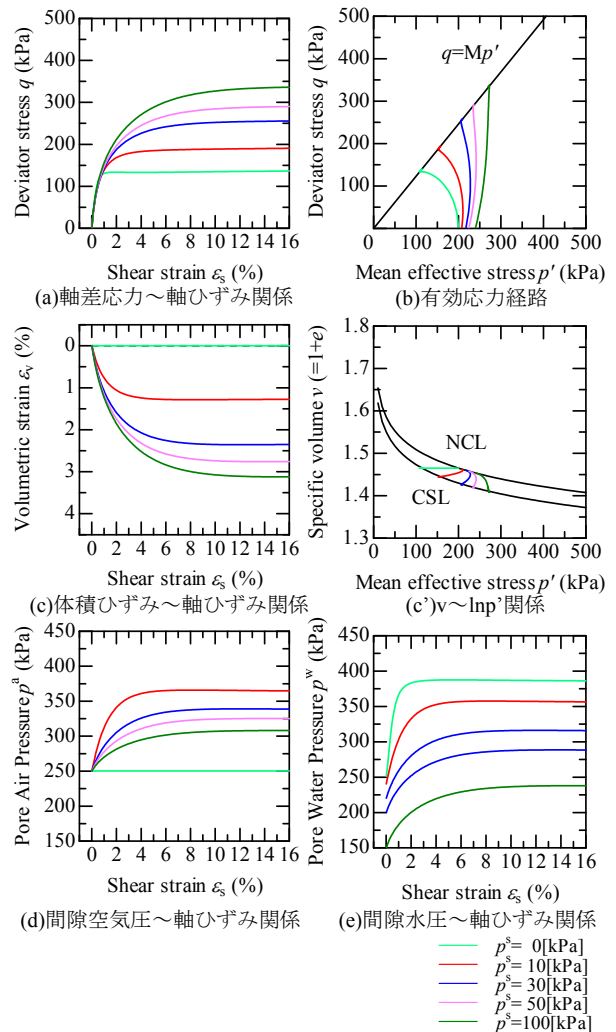 Deviator stress q (kPa)
500
400
300
200
100
0
0 2 4 6 8 10 12 14 16
Shear strain εs (%)
(a)軸差応力～軸ひずみ関係
Deviator stress q (kPa)
500
400
300
200
100
0
q=Mp'
0 100 200 300 400 500
Mean effective stress p' (kPa)
(b)有効応力経路
Volumetric strain εv (%)
0
1
2
3
4
0 2 4 6 8 10 12 14 16
Shear strain εs (%)
(c)体積ひずみ～軸ひずみ関係
Specific volume v (=1+e)
1.8
1.7
1.6
1.5
1.4
1.3
NCL
CSL
0 100 200 300 400 500
Mean effective stress p' (kPa)
(c')v～lnp'関係
Pore Air Pressure pᵃ (kPa)
450
400
350
300
250
200
150
0 2 4 6 8 10 12 14 16
Shear strain εs (%)
(d)間隙空気圧～軸ひずみ関係
Pore Water Pressure pʷ (kPa)
450
400
350
300
250
200
150
0 2 4 6 8 10 12 14 16
Shear strain εs (%)
(e)間隙水圧～軸ひずみ関係
pˢ= 0[kPa]
pˢ= 10[kPa]
pˢ= 30[kPa]
pˢ= 50[kPa]
pˢ=100[kPa]